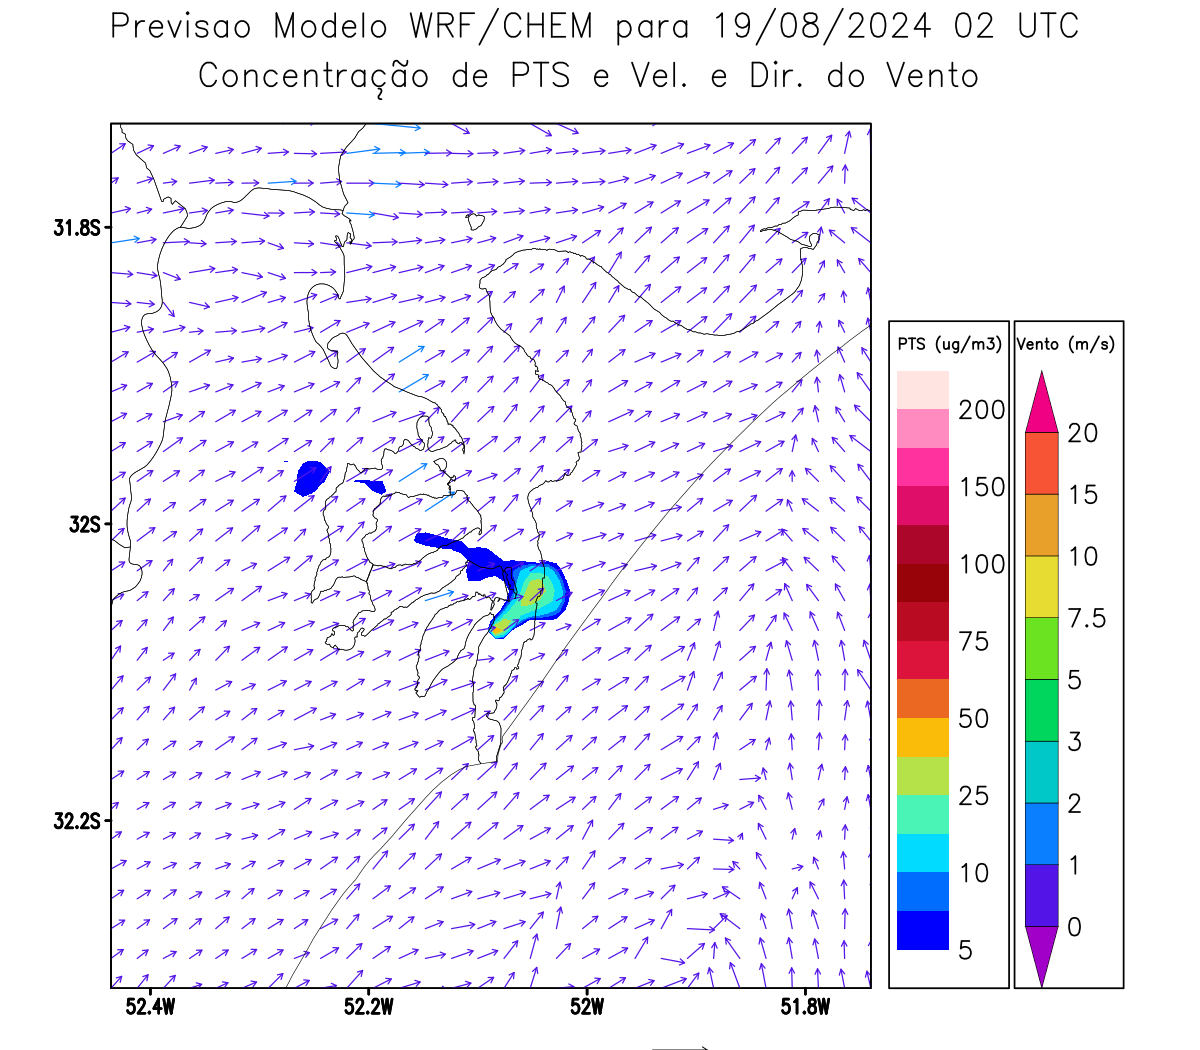 Previsao Modelo WRF/CHEM para 19/08/2024 02 UTC
Concentração de PTS e Vel. e Dir. do Vento
31.8S
32S
32.2S
52.4W
52.2W
52W
51.8W
PTS (ug/m3)
200
150
100
75
50
25
10
5
Vento (m/s)
20
15
10
7.5
5
3
2
1
0